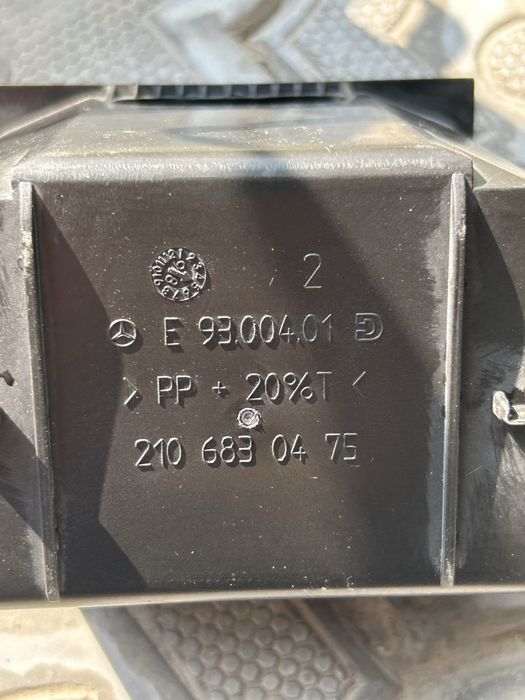 2
E 93.004.01 D
> PP + 20%T <
210 683 04 75